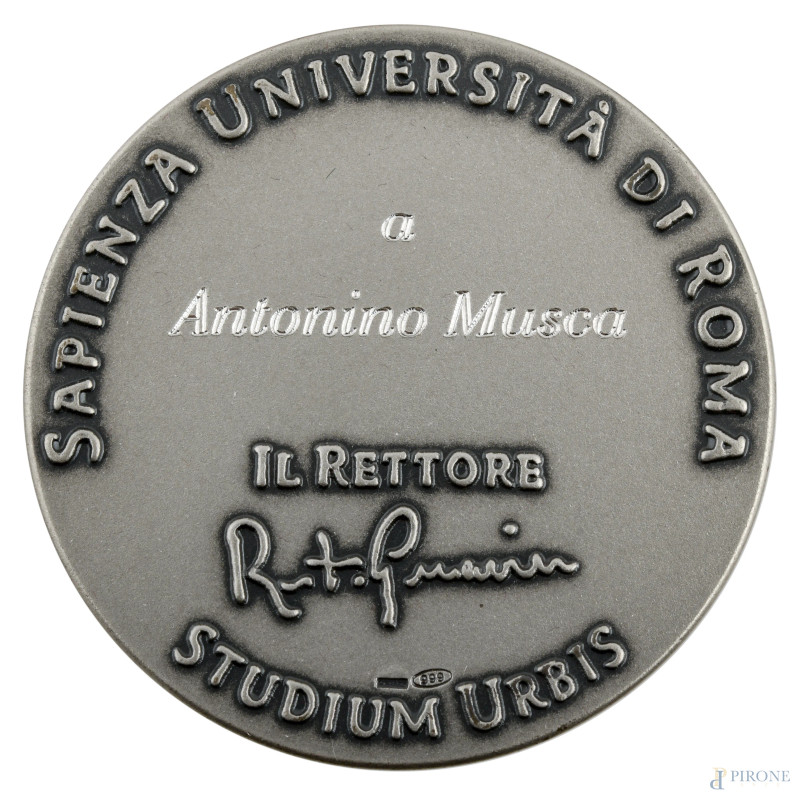 SAPIENZA UNIVERSITÀ DI ROMA
a
Antonino Musca
IL RETTORE
999
STUDIUM URBIS
PIRONE